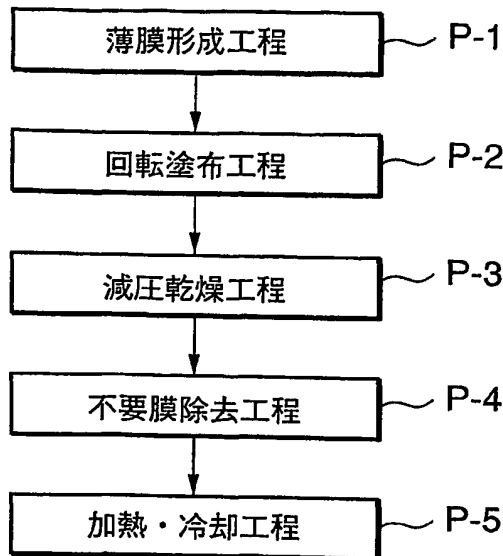 薄膜形成工程 P-1
回転塗布工程 P-2
減圧乾燥工程 P-3
不要膜除去工程 P-4
加熱・冷却工程 P-5